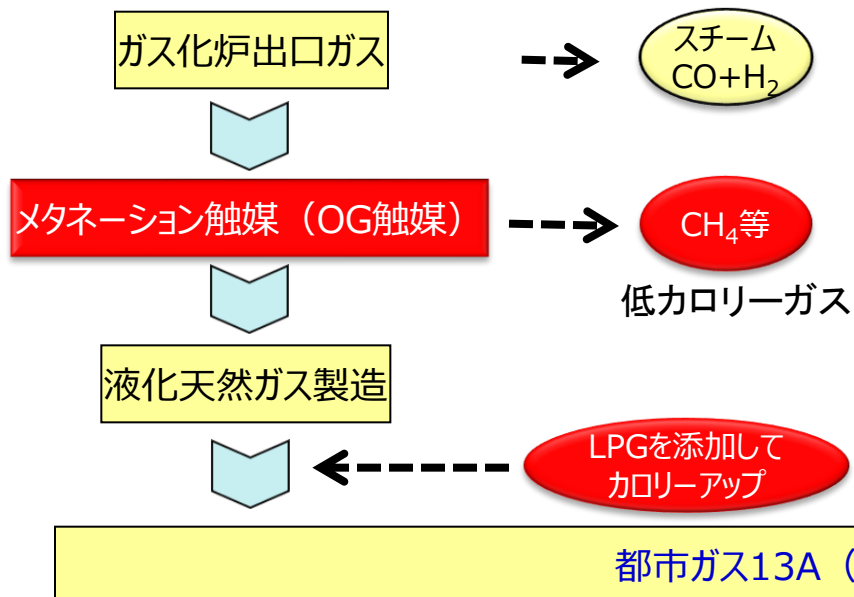 ガス化炉出口ガス
スチーム
CO+H₂
メタネーション触媒（OG触媒）
CH₄等
低カロリーガス
液化天然ガス製造
LPGを添加して
カロリーアップ
都市ガス13A（